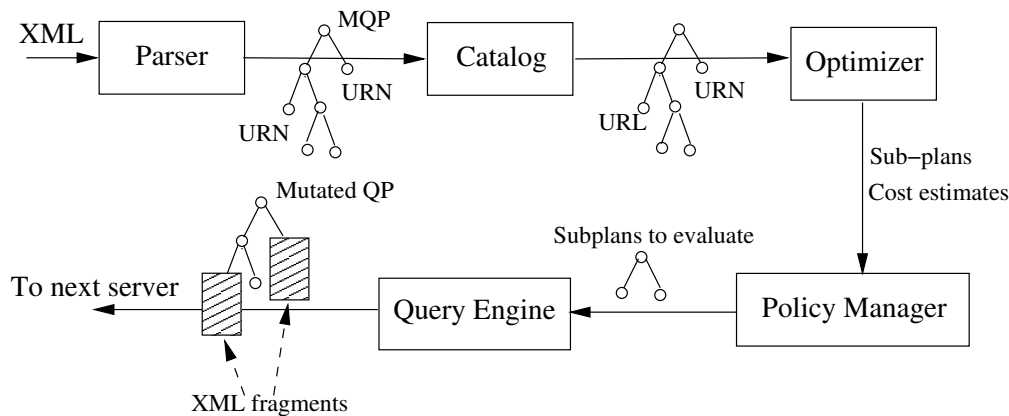 MQP
XML
Parser
Catalog
Optimizer
URN
URN
URL
URN
Sub−plans
Cost estimates
Mutated QP
Subplans to evaluate
To next server
Query Engine
Policy Manager
XML fragments